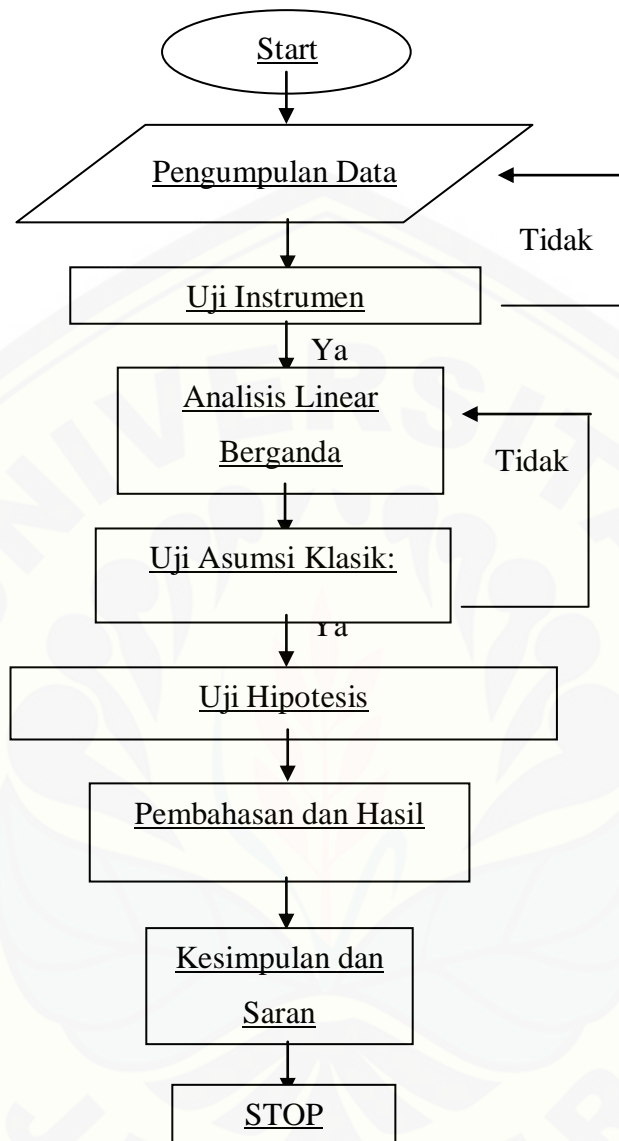 Start
Pengumpulan Data
Tidak
Uji Instrumen
Ya
Analisis Linear
Berganda
Tidak
Uji Asumsi Klasik:
Ya
Uji Hipotesis
Pembahasan dan Hasil
Kesimpulan dan
Saran
STOP